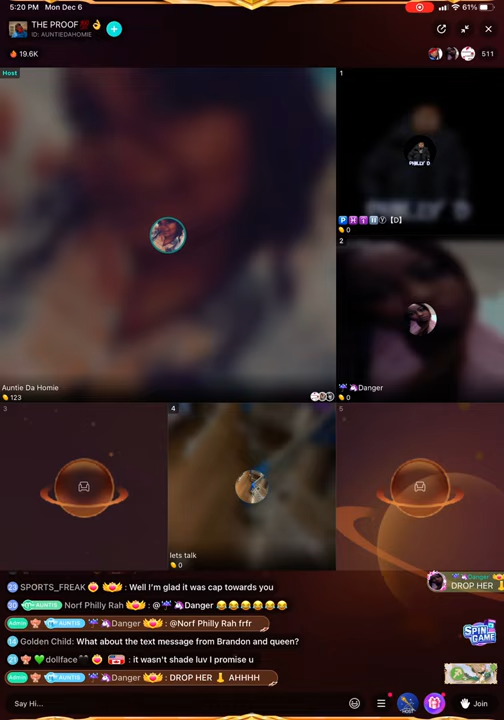 5:20 PM Mon Dec 6
61%
THE PROOF
ID: AUNTIEDAHOMIE
19.6K
511
Host
1
PHILLY D
PHILLY D
🅿🅷🅸🅻🅻ⓨ【D】
0
2
Danger
0
Auntie Da Homie
123
3
4
5
lets talk
0
Danger
DROP HER
SPORTS_FREAK : Well I'm glad it was cap towards you
AUNTIE Norf Philly Rah : @Danger
Admin AUNTIE Danger : @Norf Philly Rah frfr
Golden Child: What about the text message from Brandon and queen?
dollface : it wasn't shade luv I promise u
Admin AUNTIE Danger : DROP HER AHHHH
SPIN
GAME
Say Hi...
Join